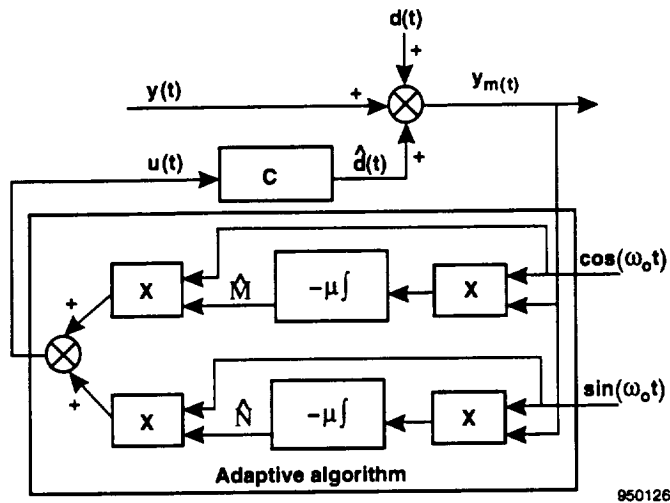 d(t)
+
y(t)
+
y_m(t)
u(t)
C
d̂(t)
+
cos(ω_o t)
X
M̂
-μ∫
X
+
+
sin(ω_o t)
X
N̂
-μ∫
X
Adaptive algorithm
950126